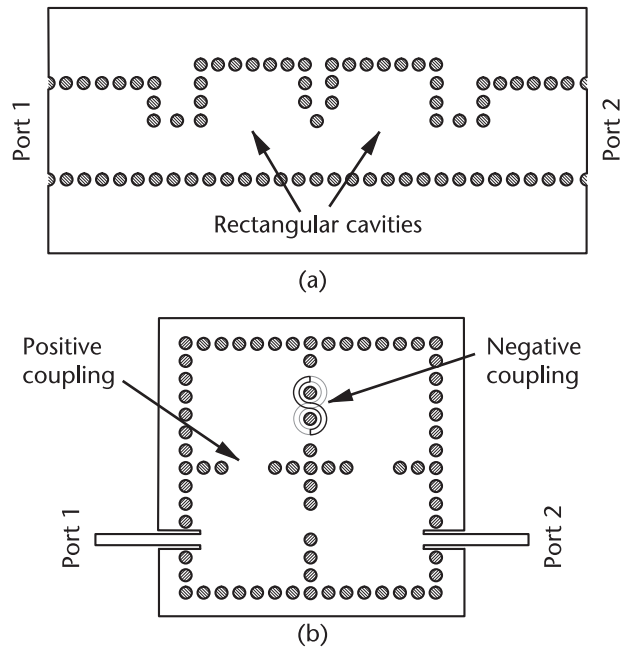 Port 1
Port 2
Rectangular cavities
(a)
Positive
coupling
Negative
coupling
Port 1
Port 2
(b)